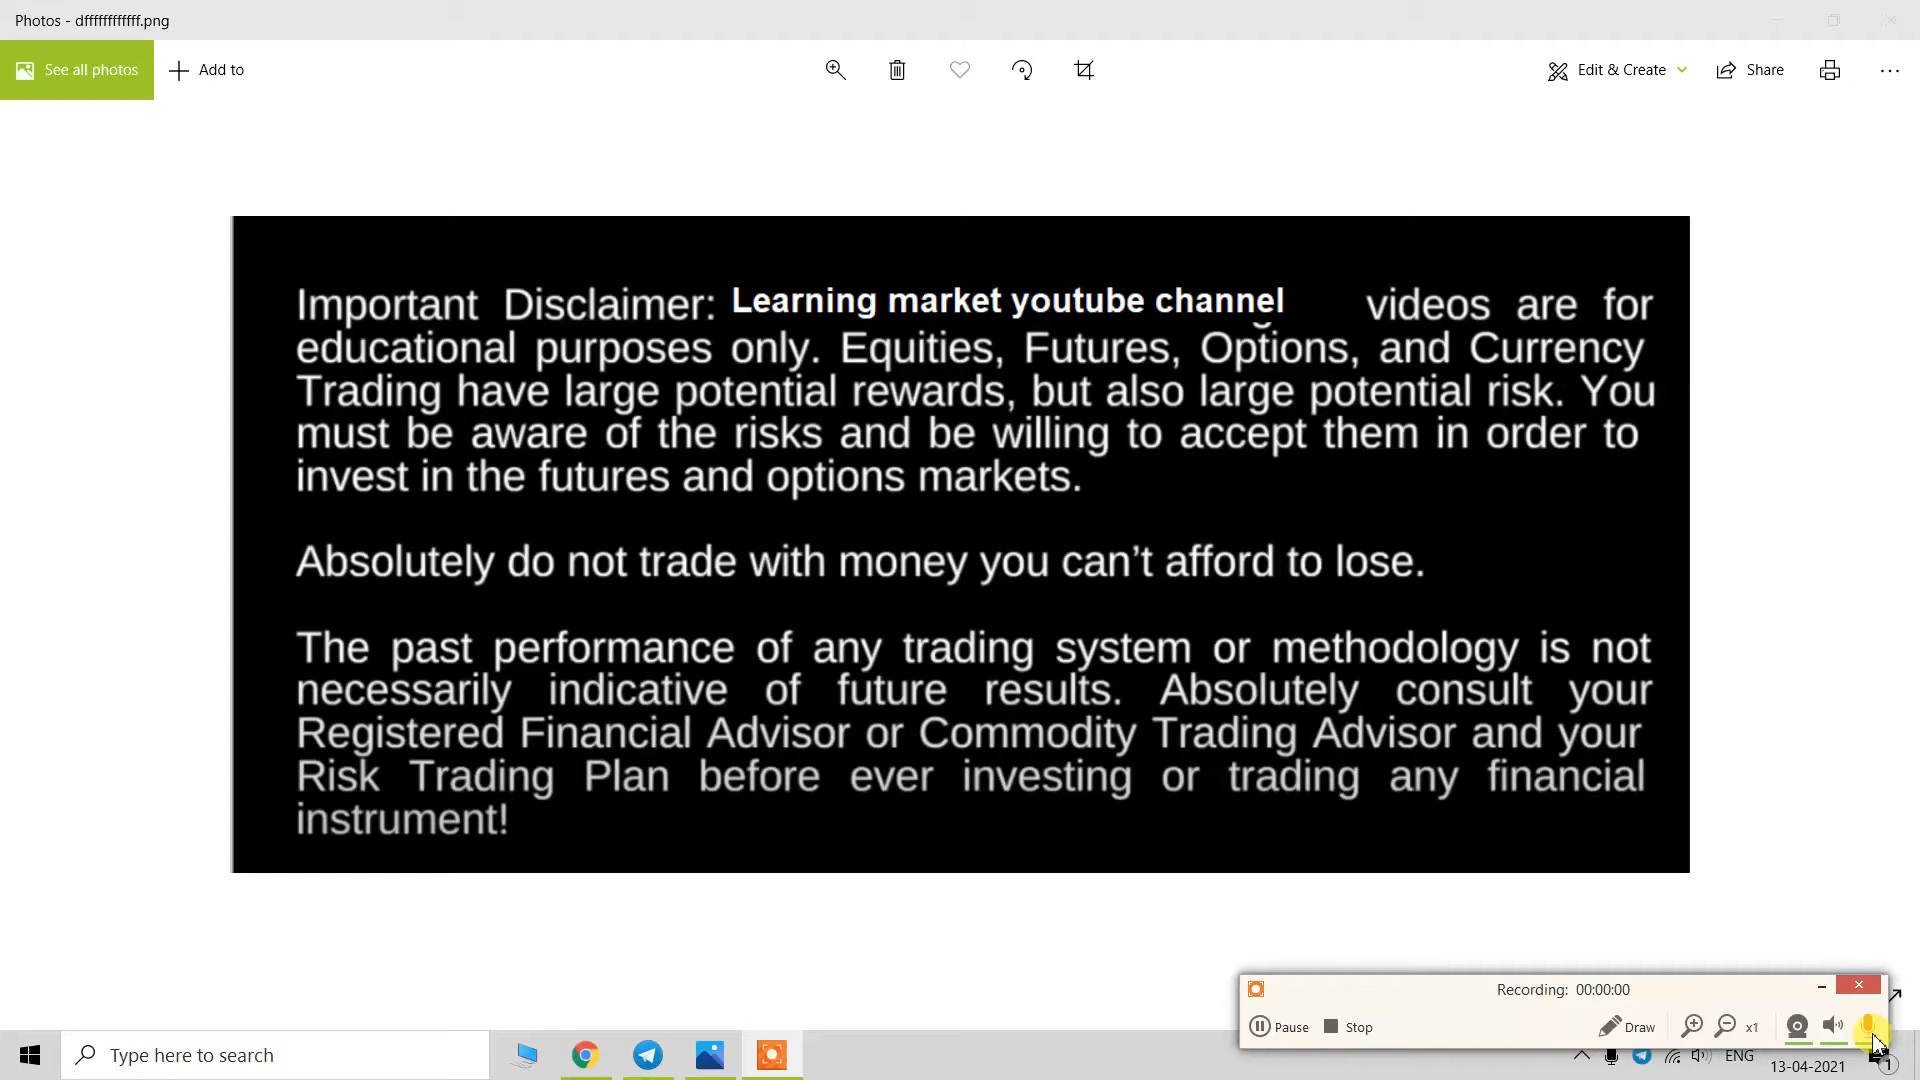 Photos - dffffffffffff.png
See all photos
Add to
Edit & Create
Share
Important Disclaimer: Learning market youtube channel videos are for
educational purposes only. Equities, Futures, Options, and Currency
Trading have large potential rewards, but also large potential risk. You
must be aware of the risks and be willing to accept them in order to
invest in the futures and options markets.
Absolutely do not trade with money you can’t afford to lose.
The past performance of any trading system or methodology is not
necessarily indicative of future results. Absolutely consult your
Registered Financial Advisor or Commodity Trading Advisor and your
Risk Trading Plan before ever investing or trading any financial
instrument!
Recording: 00:00:00
Pause
Stop
Draw
x1
Type here to search
ENG
13-04-2021
1